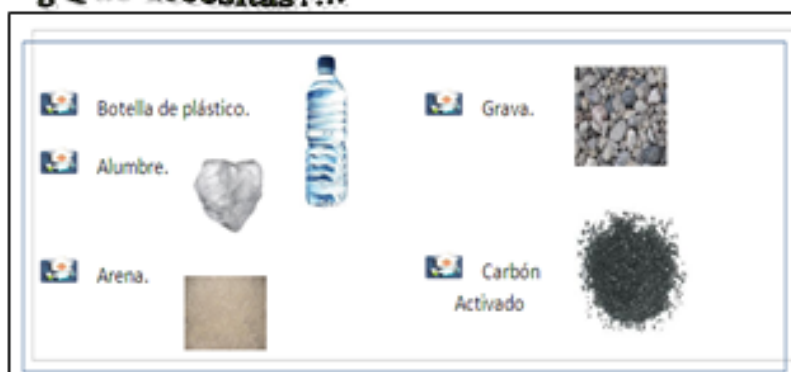 Botella de plástico.
Alumbre.
Arena.
Grava.
Carbón
Activado